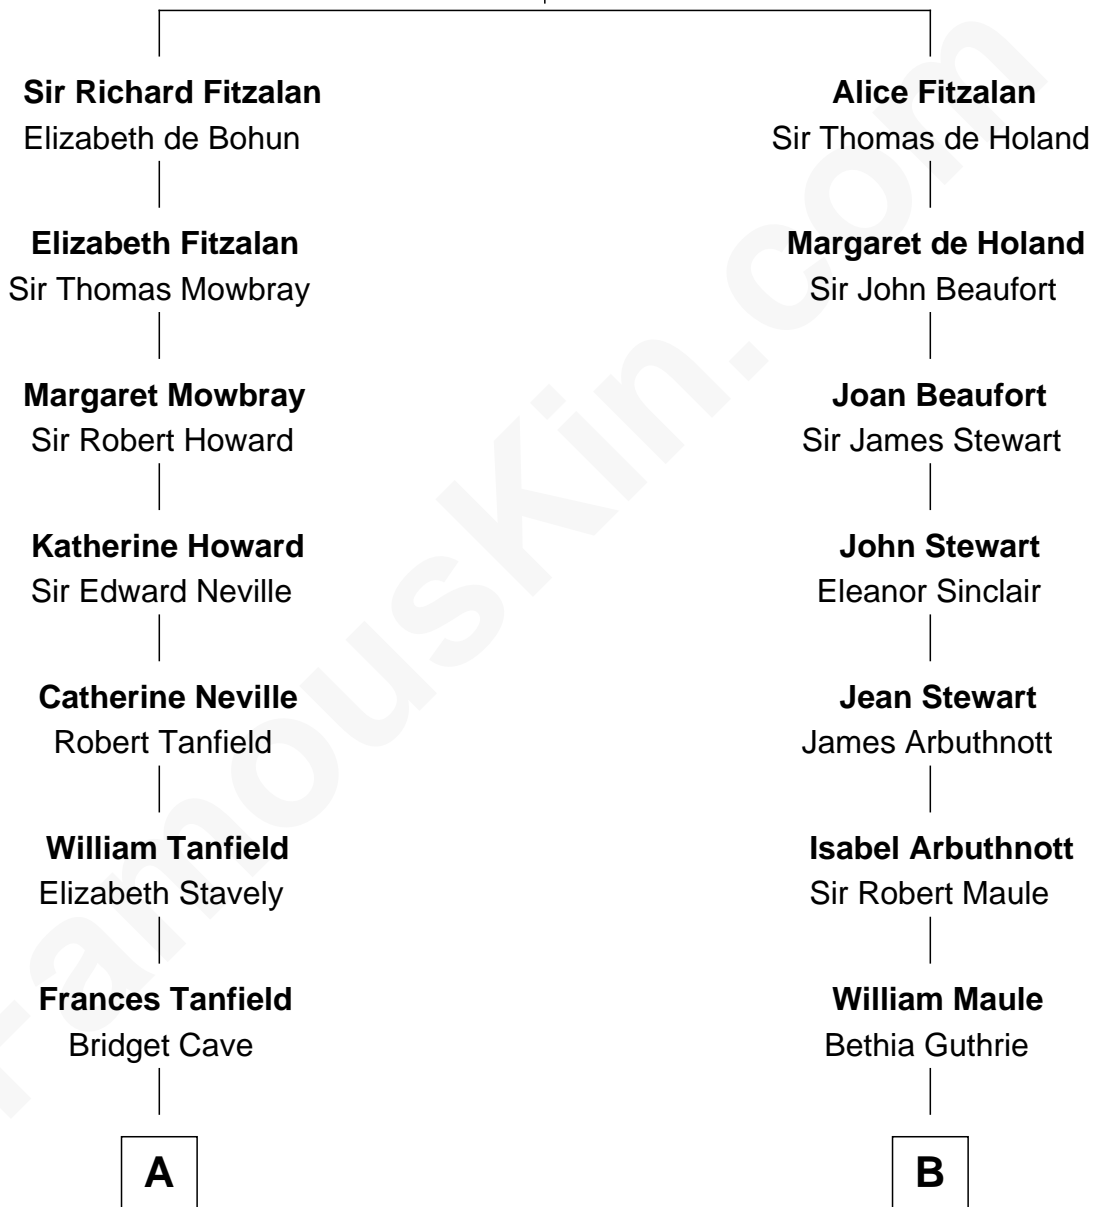 Sir Richard Fitzalan
Elizabeth de Bohun
Elizabeth Fitzalan
Sir Thomas Mowbray
Margaret Mowbray
Sir Robert Howard
Katherine Howard
Sir Edward Neville
Catherine Neville
Robert Tanfield
William Tanfield
Elizabeth Stavely
Frances Tanfield
Bridget Cave
A
Alice Fitzalan
Sir Thomas de Holand
Margaret de Holand
Sir John Beaufort
Joan Beaufort
Sir James Stewart
John Stewart
Eleanor Sinclair
Jean Stewart
James Arbuthnott
Isabel Arbuthnott
Sir Robert Maule
William Maule
Bethia Guthrie
B
FamousKin.com